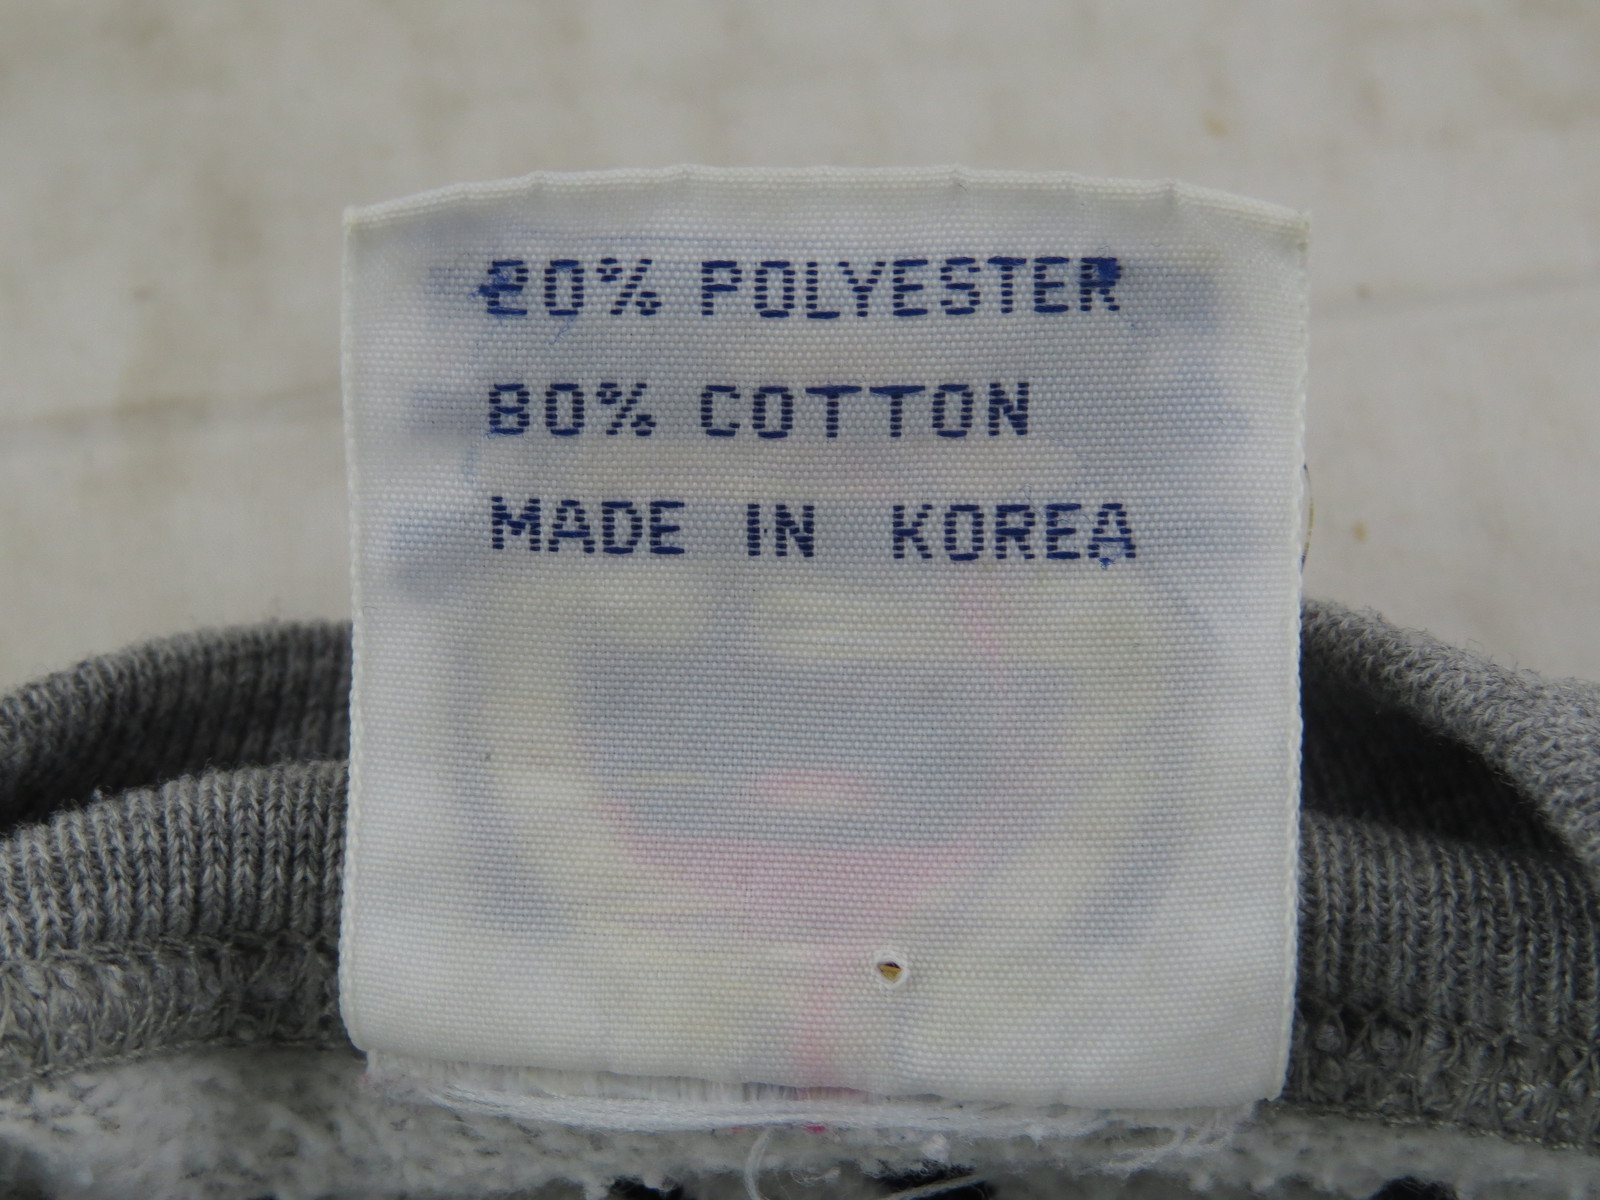 20% POLYESTER
80% COTTON
MADE IN KOREA